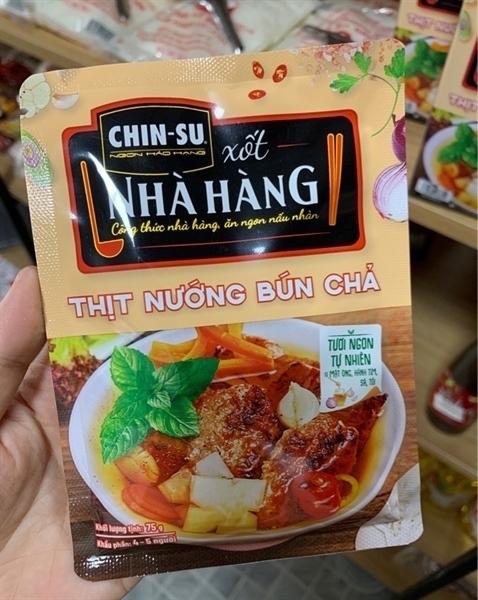 CHIN-SU
NGON HẢO HẠNG
xốt
NHÀ HÀNG
Công thức nhà hàng, ăn ngon nấu nhàn
THỊT NƯỚNG BÚN CHẢ
TƯƠI NGON
TỰ NHIÊN
MẬT ONG, HÀNH TÍM,
SẢ, TỎI
Khối lượng tịnh: 75 g
Khẩu phần: 4 - 5 người
THỊT N